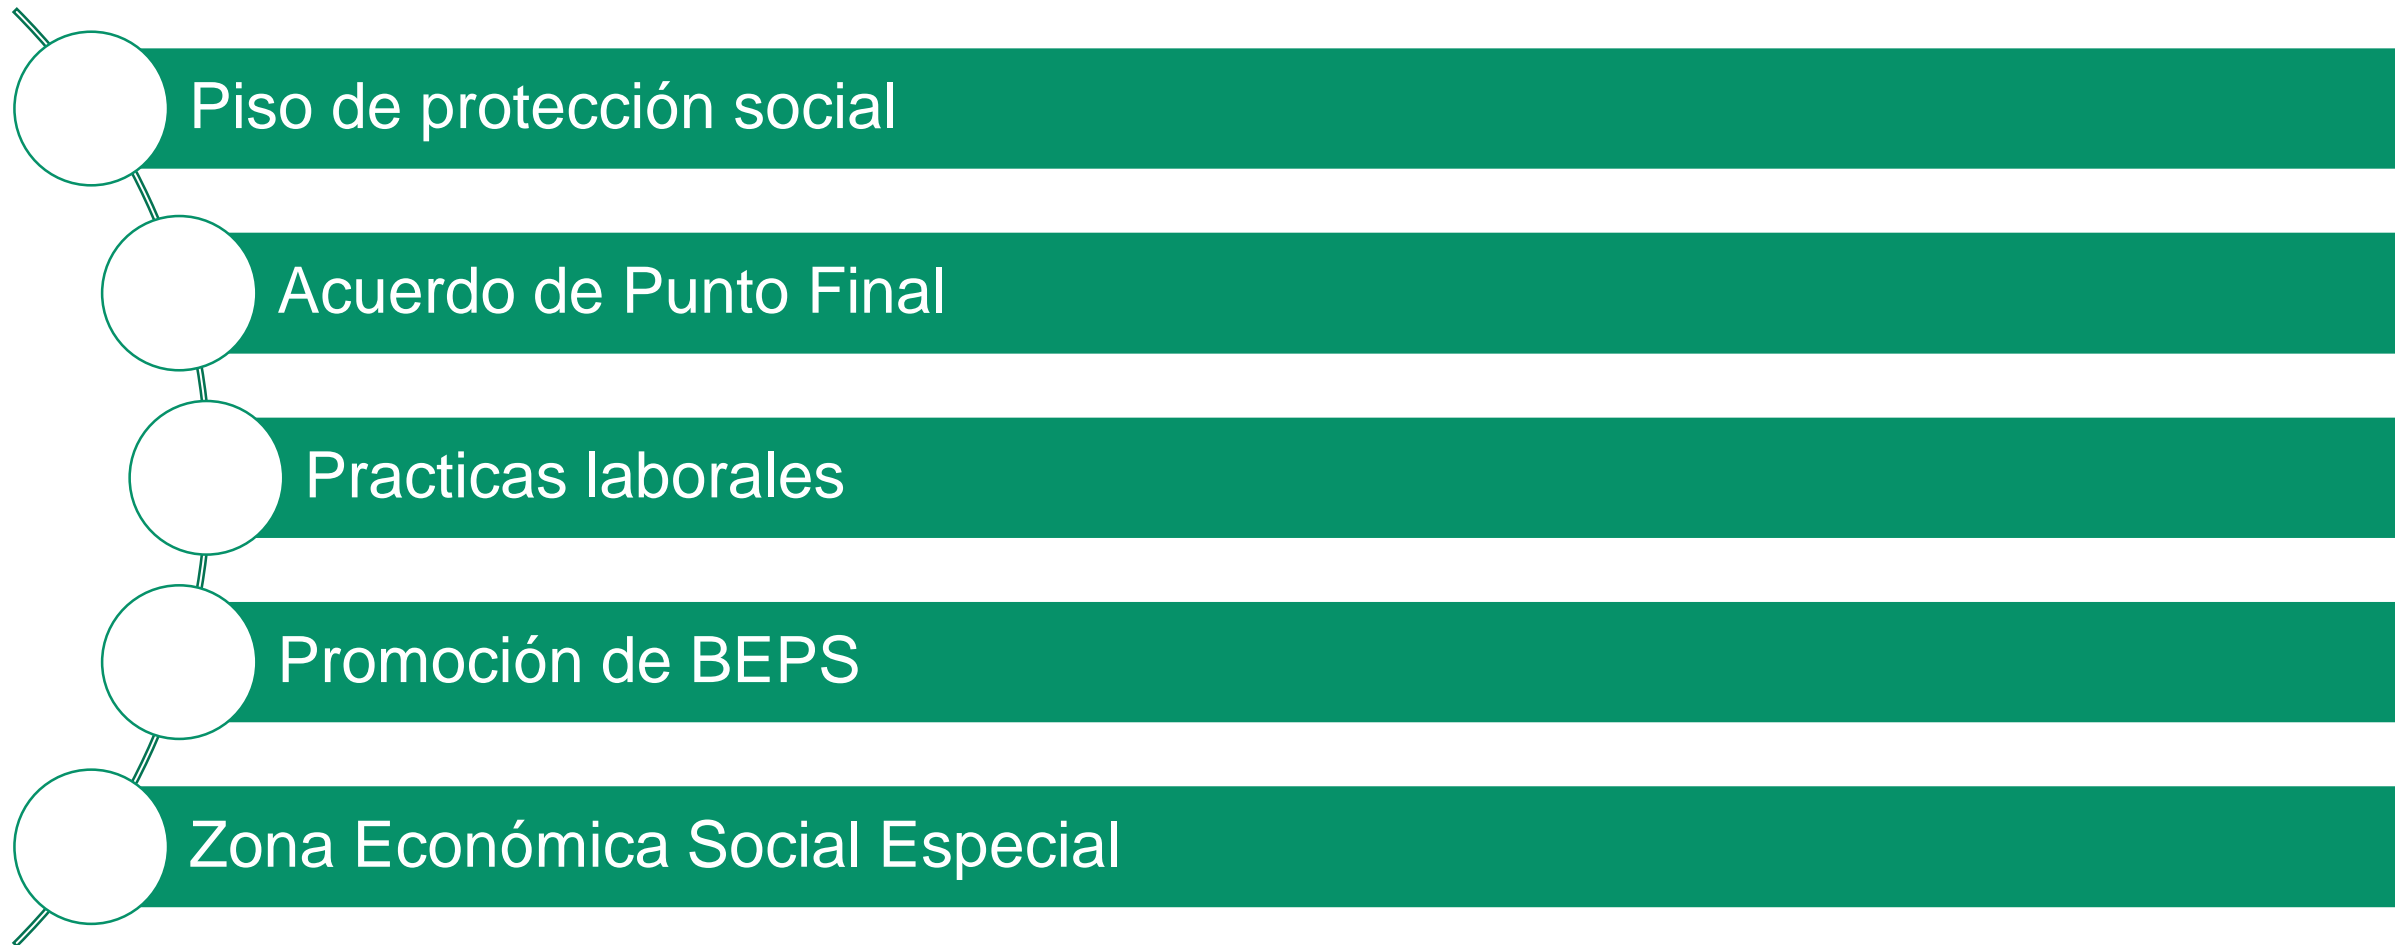 Piso de protección social
Acuerdo de Punto Final
Practicas laborales
Promoción de BEPS
Zona Económica Social Especial